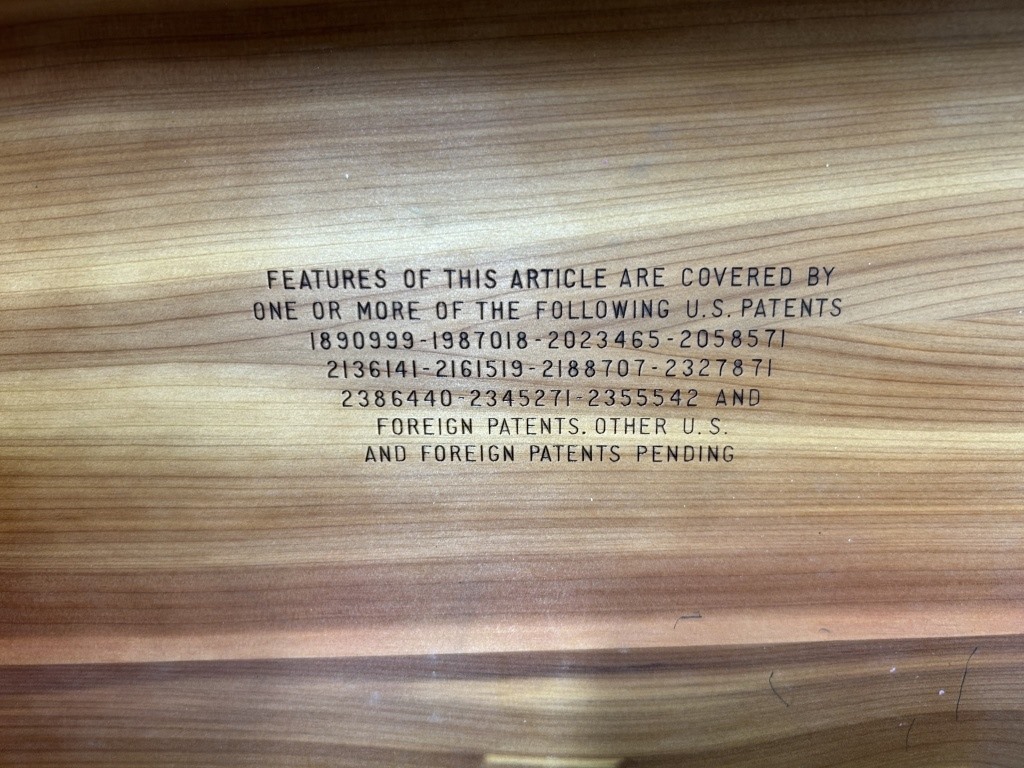 FEATURES OF THIS ARTICLE ARE COVERED BY
ONE OR MORE OF THE FOLLOWING U.S. PATENTS
1890999-1987018-2023465-2058571
2136141-2161519-2188707-2327871
2386440-2345271-2355542 AND
FOREIGN PATENTS. OTHER U.S.
AND FOREIGN PATENTS PENDING